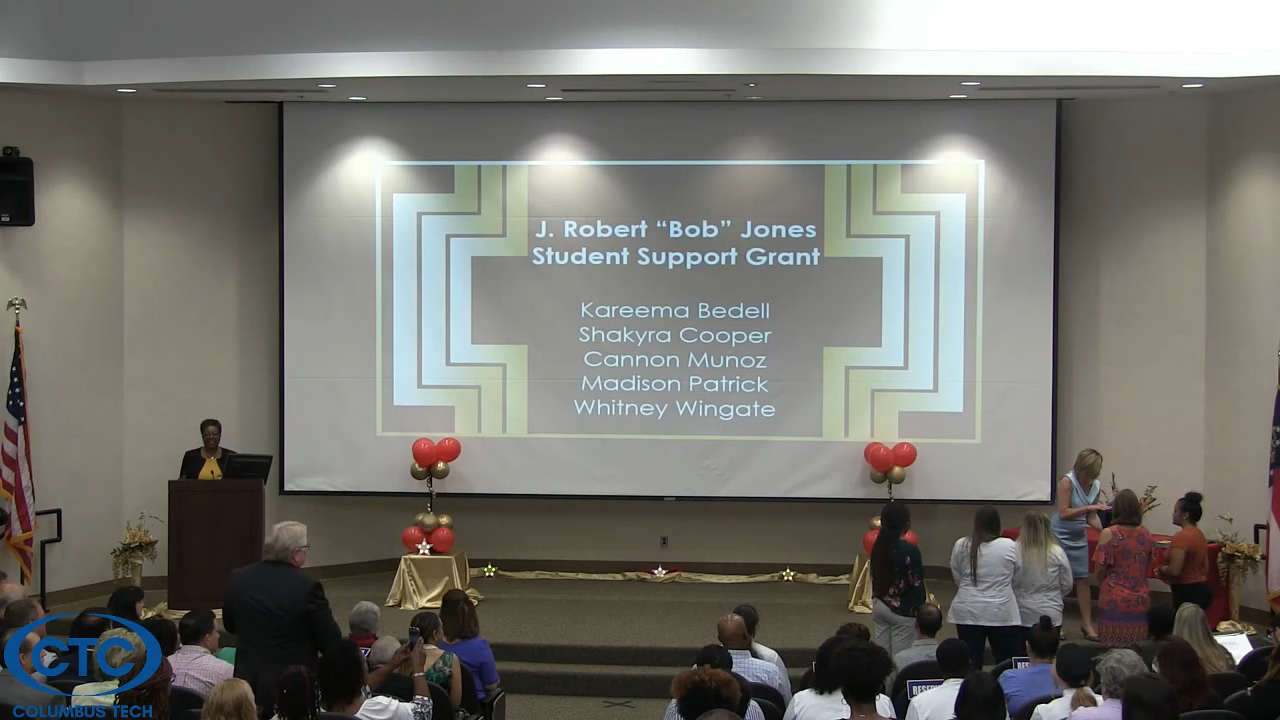 J. Robert “Bob” Jones
Student Support Grant
Kareema Bedell
Shakyra Cooper
Cannon Munoz
Madison Patrick
Whitney Wingate
CTC
COLUMBUS TECH